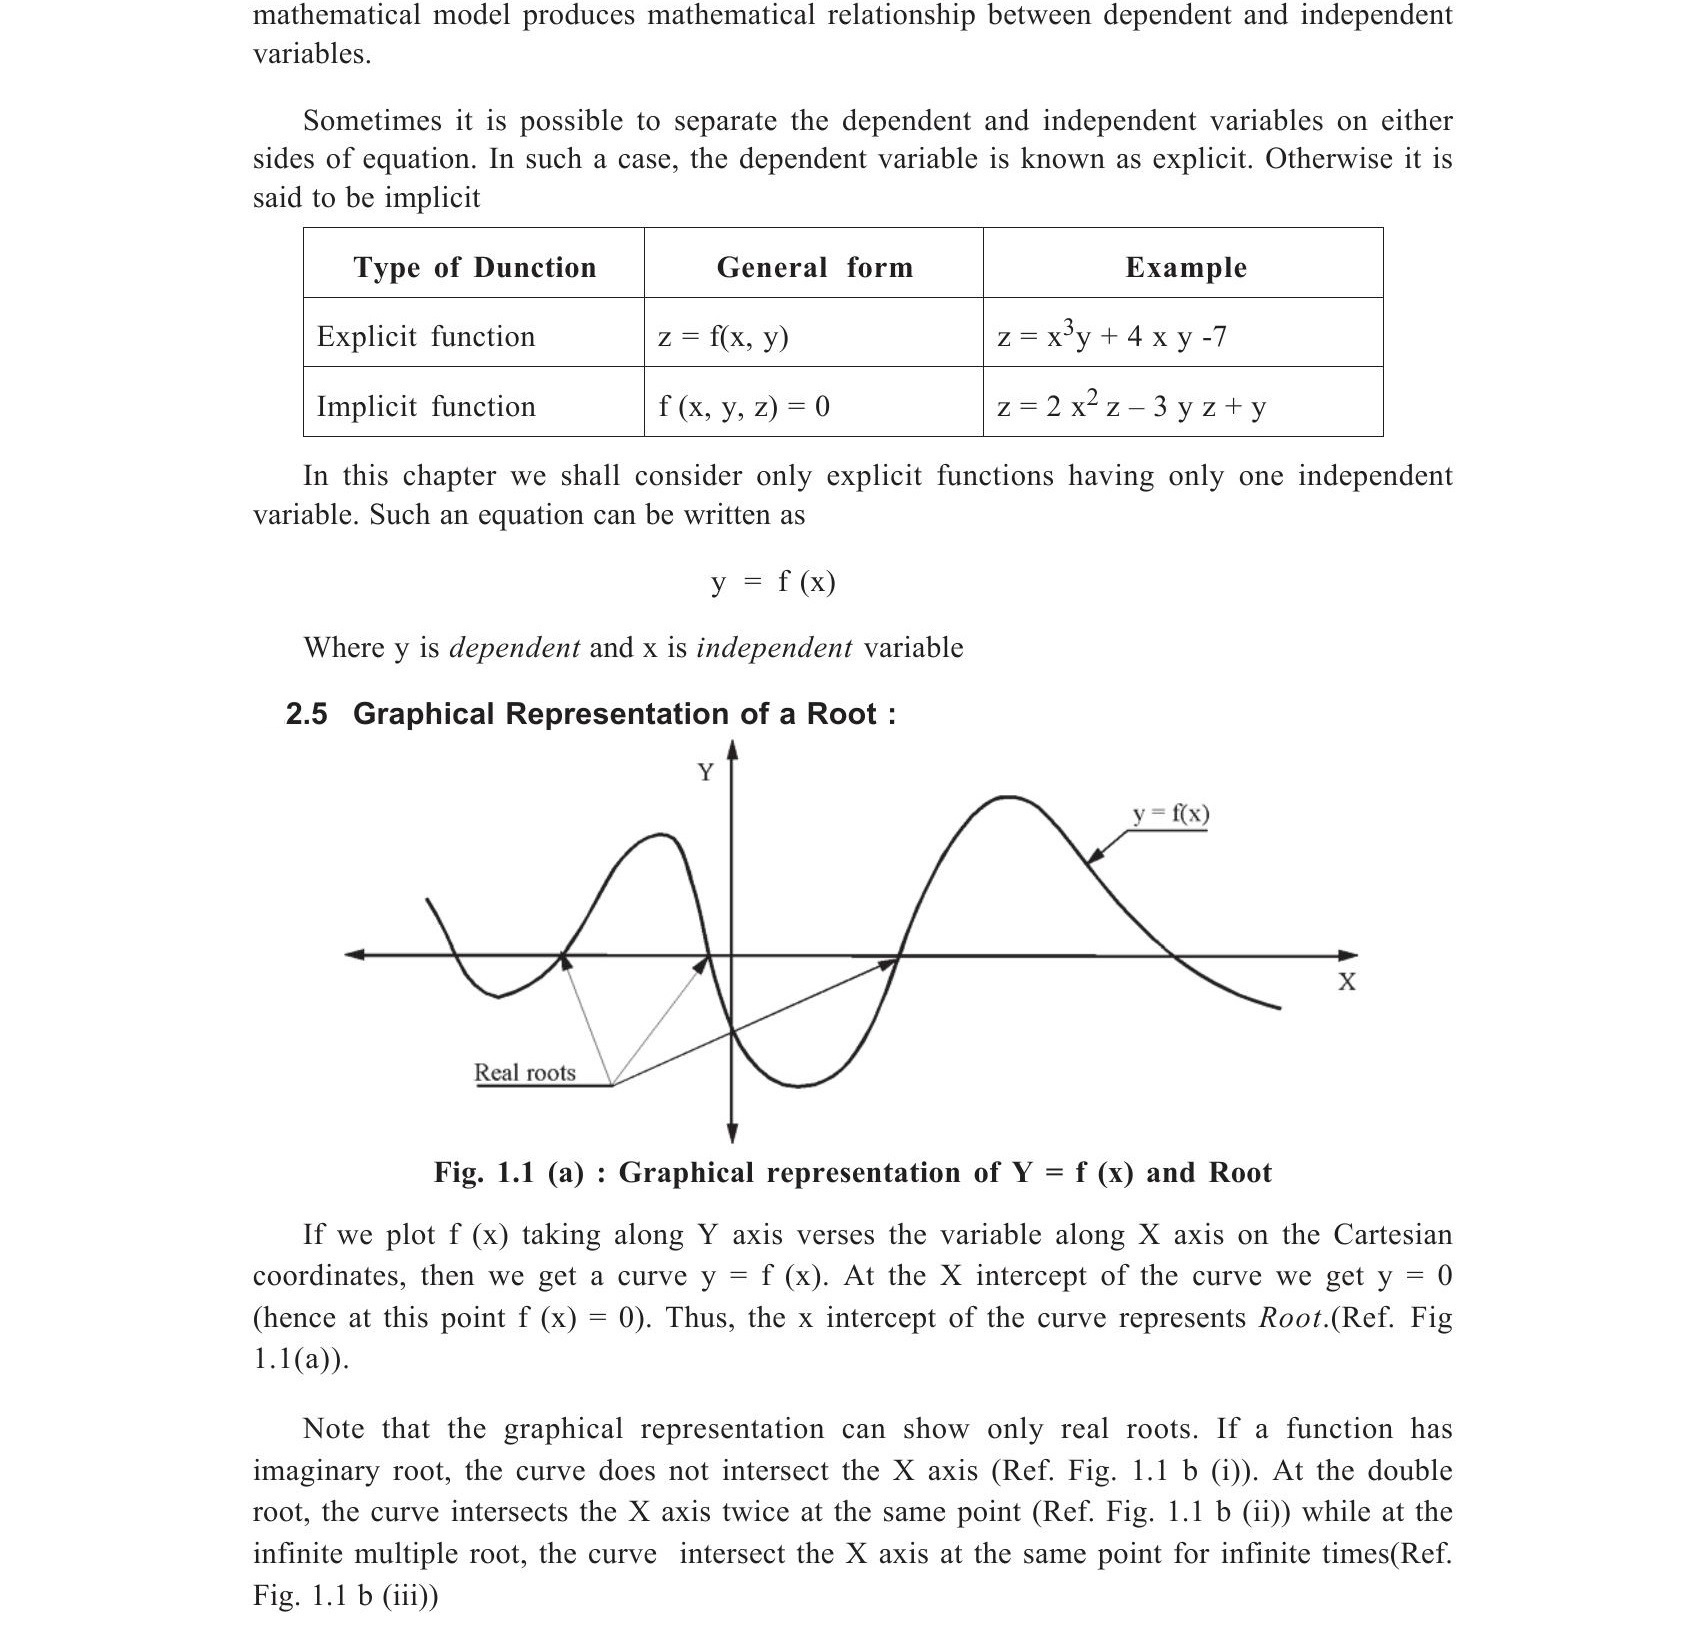 mathematical model produces mathematical relationship between dependent and independent
variables.
Sometimes it is possible to separate the dependent and independent variables on either
sides of equation. In such a case, the dependent variable is known as explicit. Otherwise it is
said to be implicit
Type of Dunction General form Example
Explicit function z = f(x, y) z = x³y + 4 x y -7
Implicit function f (x, y, z) = 0 z = 2 x² z – 3 y z + y
In this chapter we shall consider only explicit functions having only one independent
variable. Such an equation can be written as
y = f (x)
Where y is dependent and x is independent variable
2.5 Graphical Representation of a Root :
Y
y = f(x)
X
Real roots
Fig. 1.1 (a) : Graphical representation of Y = f (x) and Root
If we plot f (x) taking along Y axis verses the variable along X axis on the Cartesian
coordinates, then we get a curve y = f (x). At the X intercept of the curve we get y = 0
(hence at this point f (x) = 0). Thus, the x intercept of the curve represents Root.(Ref. Fig
1.1(a)).
Note that the graphical representation can show only real roots. If a function has
imaginary root, the curve does not intersect the X axis (Ref. Fig. 1.1 b (i)). At the double
root, the curve intersects the X axis twice at the same point (Ref. Fig. 1.1 b (ii)) while at the
infinite multiple root, the curve intersect the X axis at the same point for infinite times(Ref.
Fig. 1.1 b (iii))